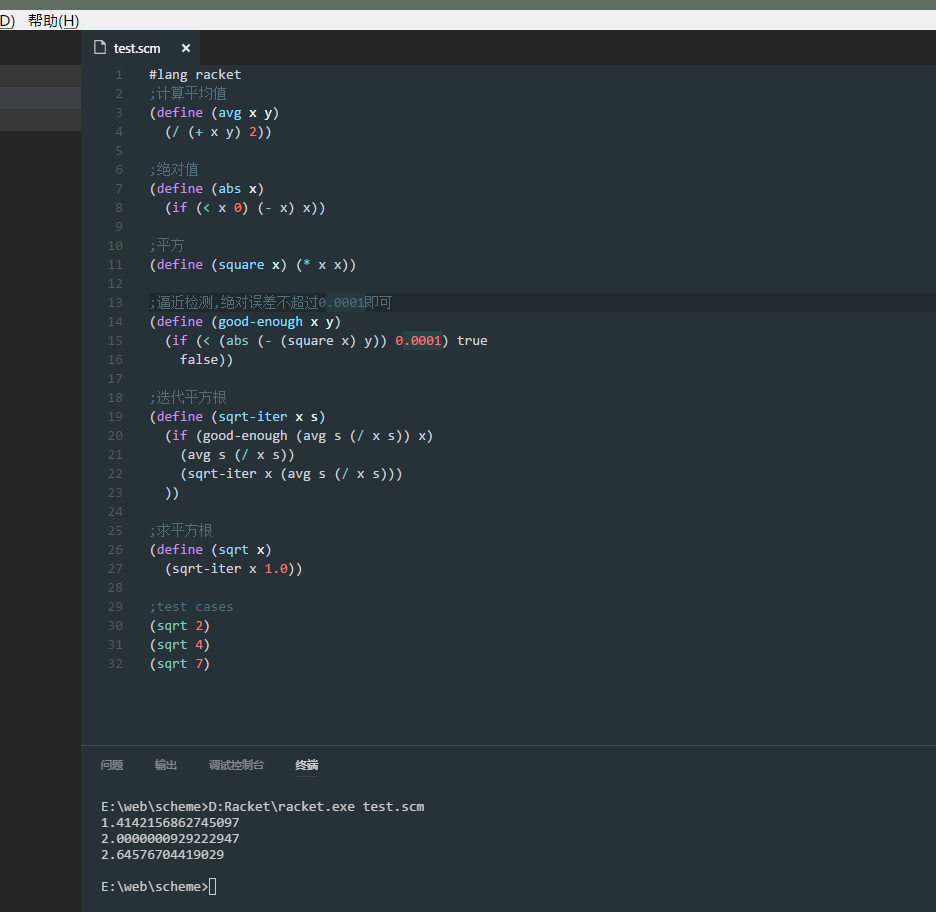 D) 帮助(H)
test.scm ×
1 #lang racket
2 ;计算平均值
3 (define (avg x y)
4   (/ (+ x y) 2))
5
6 ;绝对值
7 (define (abs x)
8   (if (< x 0) (- x) x))
9
10 ;平方
11 (define (square x) (* x x))
12
13 ;逼近检测,绝对误差不超过0.0001即可
14 (define (good-enough x y)
15   (if (< (abs (- (square x) y)) 0.0001) true
16     false))
17
18 ;迭代平方根
19 (define (sqrt-iter x s)
20   (if (good-enough (avg s (/ x s)) x)
21     (avg s (/ x s))
22     (sqrt-iter x (avg s (/ x s)))
23   ))
24
25 ;求平方根
26 (define (sqrt x)
27   (sqrt-iter x 1.0))
28
29 ;test cases
30 (sqrt 2)
31 (sqrt 4)
32 (sqrt 7)
问题 输出 调试控制台 终端
E:\web\scheme>D:Racket\racket.exe test.scm
1.4142156862745097
2.0000000929222947
2.64576704419029
E:\web\scheme>